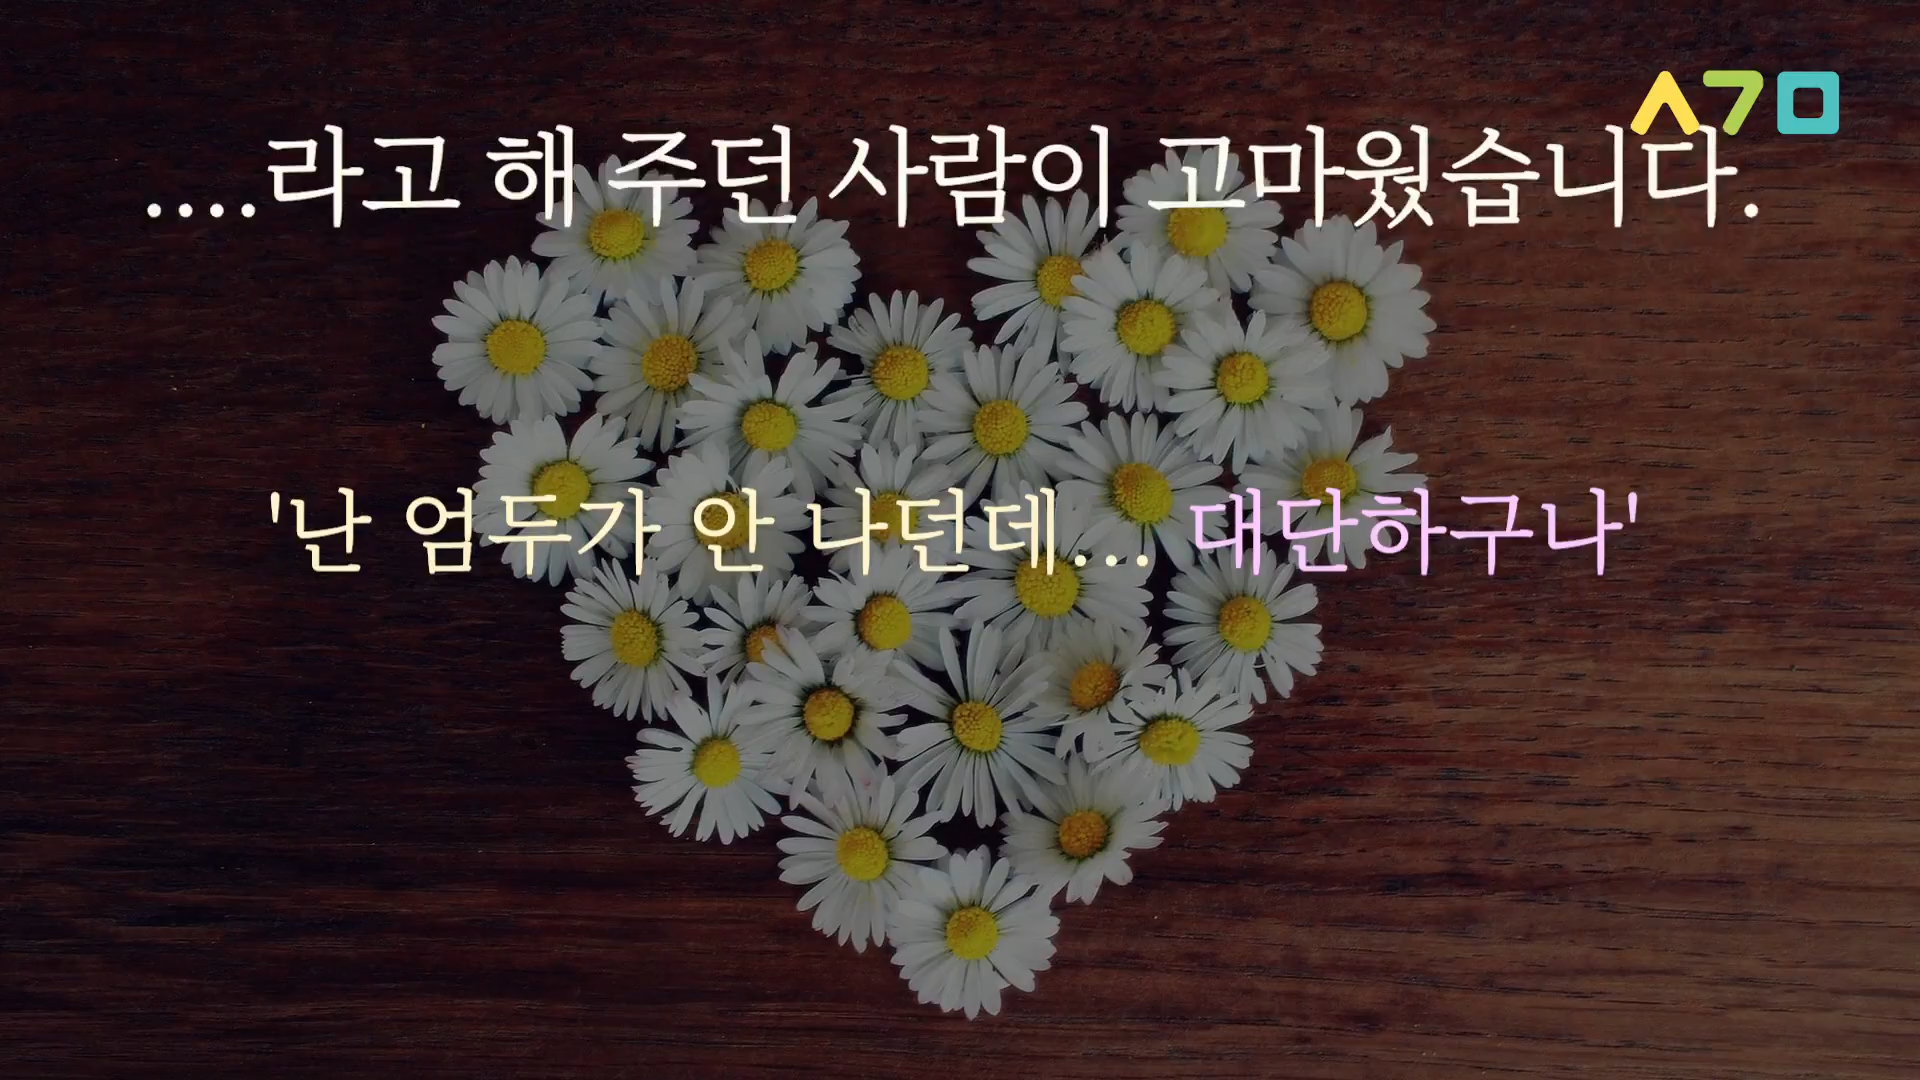 ㅅㄱㅁ
....라고 해 주던 사람이 고마웠습니다.
'난 엄두가 안 나던데... 대단하구나'